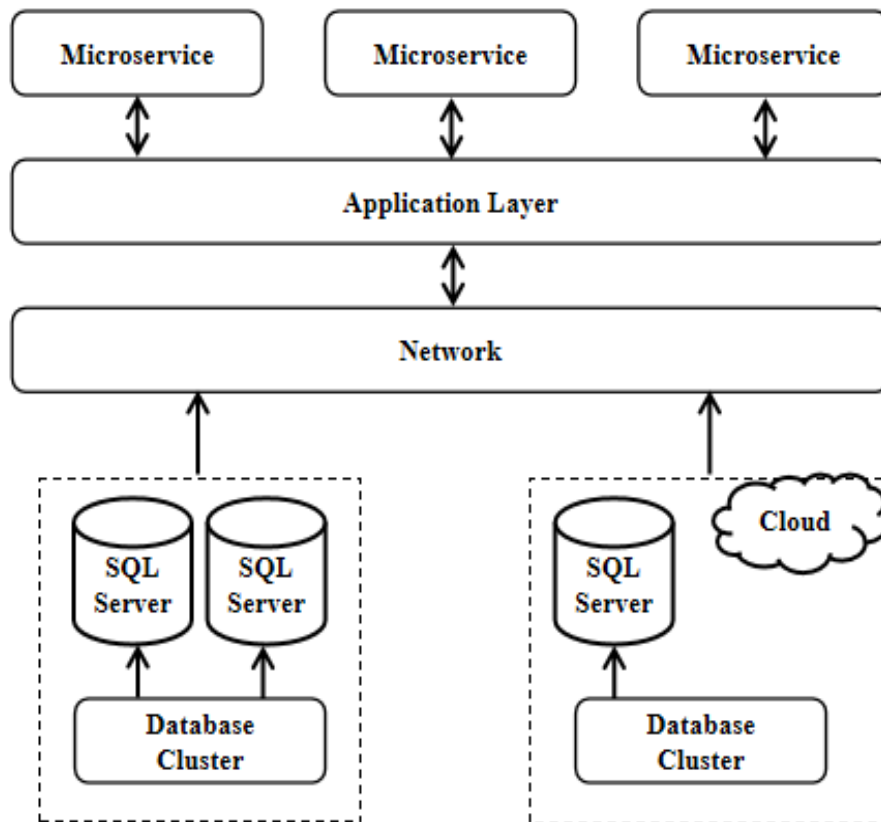 Microservice
Microservice
Microservice
Application Layer
Network
SQL
Server
SQL
Server
Database
Cluster
SQL
Server
Cloud
Database
Cluster